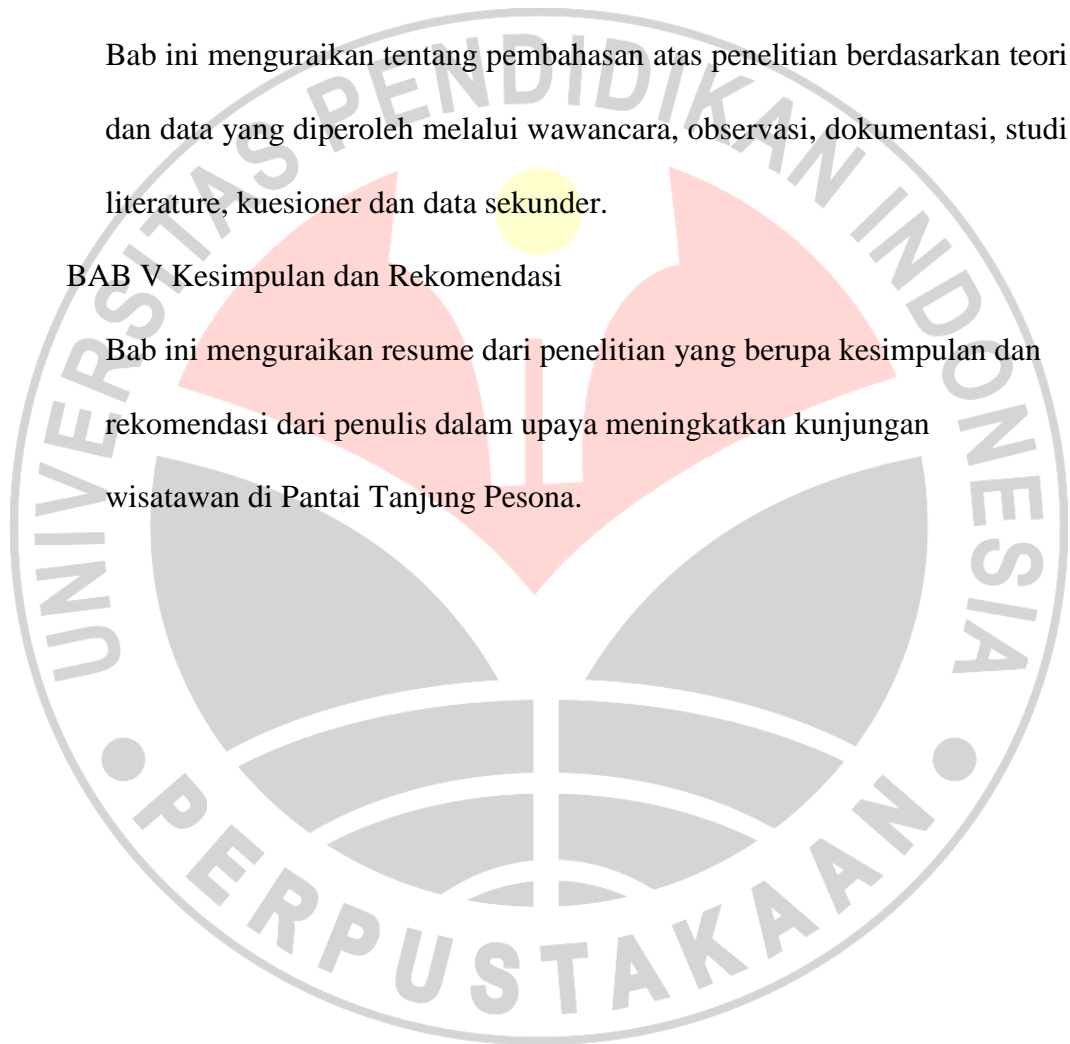 Bab ini menguraikan tentang pembahasan atas penelitian berdasarkan teori
dan data yang diperoleh melalui wawancara, observasi, dokumentasi, studi
literature, kuesioner dan data sekunder.
BAB V Kesimpulan dan Rekomendasi
Bab ini menguraikan resume dari penelitian yang berupa kesimpulan dan
rekomendasi dari penulis dalam upaya meningkatkan kunjungan
wisatawan di Pantai Tanjung Pesona.
UNIVERSITAS PENDIDIKAN INDONESIA
PERPUSTAKAAN